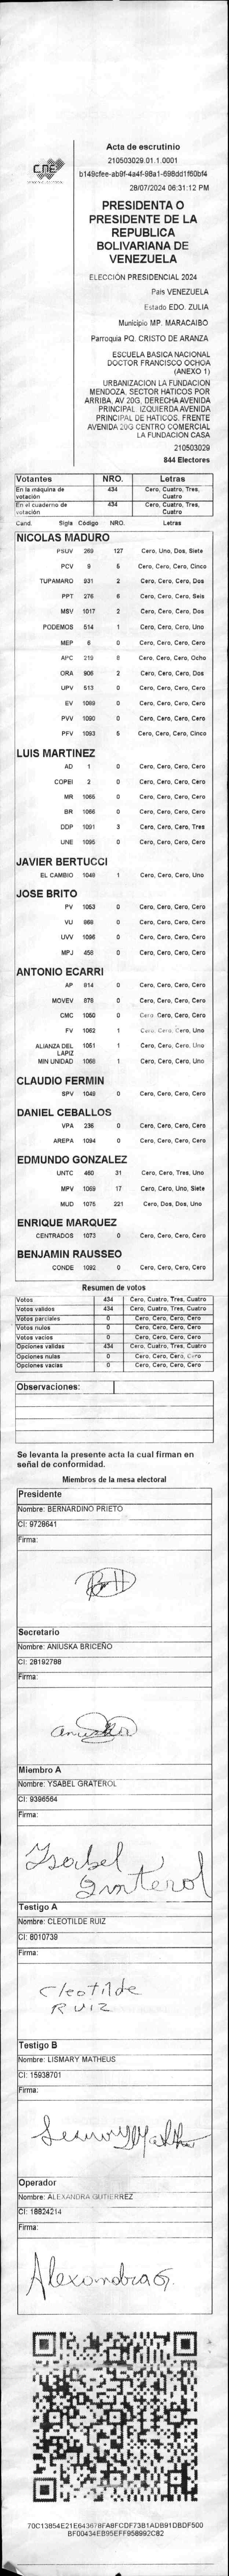 Acta de escrutinio
210503029.01.1.0001
b149cfee-ab9f-4a4f-98a1-698dd1f60bf4
28/07/2024 06:31:12 PM
CNE
PRESIDENTA O
PRESIDENTE DE LA
REPUBLICA
BOLIVARIANA DE
VENEZUELA
ELECCIÓN PRESIDENCIAL 2024
País VENEZUELA
Estado EDO. ZULIA
Municipio MP. MARACAIBO
Parroquia PQ. CRISTO DE ARANZA
ESCUELA BASICA NACIONAL
DOCTOR FRANCISCO OCHOA
(ANEXO 1)
URBANIZACION LA FUNDACION
MENDOZA. SECTOR HATICOS POR
ARRIBA. AV 20G. DERECHA AVENIDA
PRINCIPAL. IZQUIERDA AVENIDA
PRINCIPAL DE HATICOS. FRENTE
AVENIDA 20G CENTRO COMERCIAL
LA FUNDACION CASA
210503029
844 Electores
Votantes NRO. Letras
En la máquina de votación 434 Cero, Cuatro, Tres, Cuatro
En el cuaderno de votación 434 Cero, Cuatro, Tres, Cuatro
Cand. Sigla Código NRO. Letras
NICOLAS MADURO
PSUV 269 127 Cero, Uno, Dos, Siete
PCV 9 5 Cero, Cero, Cero, Cinco
TUPAMARO 931 2 Cero, Cero, Cero, Dos
PPT 276 6 Cero, Cero, Cero, Seis
MSV 1017 2 Cero, Cero, Cero, Dos
PODEMOS 514 1 Cero, Cero, Cero, Uno
MEP 6 0 Cero, Cero, Cero, Cero
APC 219 8 Cero, Cero, Cero, Ocho
ORA 906 2 Cero, Cero, Cero, Dos
UPV 513 0 Cero, Cero, Cero, Cero
EV 1089 0 Cero, Cero, Cero, Cero
PVV 1090 0 Cero, Cero, Cero, Cero
PFV 1093 5 Cero, Cero, Cero, Cinco
LUIS MARTINEZ
AD 1 0 Cero, Cero, Cero, Cero
COPEI 2 0 Cero, Cero, Cero, Cero
MR 1065 0 Cero, Cero, Cero, Cero
BR 1066 0 Cero, Cero, Cero, Cero
DDP 1091 3 Cero, Cero, Cero, Tres
UNE 1095 0 Cero, Cero, Cero, Cero
JAVIER BERTUCCI
EL CAMBIO 1048 1 Cero, Cero, Cero, Uno
JOSE BRITO
PV 1053 0 Cero, Cero, Cero, Cero
VU 868 0 Cero, Cero, Cero, Cero
UVV 1096 0 Cero, Cero, Cero, Cero
MPJ 458 0 Cero, Cero, Cero, Cero
ANTONIO ECARRI
AP 914 0 Cero, Cero, Cero, Cero
MOVEV 878 0 Cero, Cero, Cero, Cero
CMC 1050 0 Cero, Cero, Cero, Cero
FV 1062 1 Cero, Cero, Cero, Uno
ALIANZA DEL LAPIZ 1051 1 Cero, Cero, Cero, Uno
MIN UNIDAD 1068 1 Cero, Cero, Cero, Uno
CLAUDIO FERMIN
SPV 1049 0 Cero, Cero, Cero, Cero
DANIEL CEBALLOS
VPA 236 0 Cero, Cero, Cero, Cero
AREPA 1094 0 Cero, Cero, Cero, Cero
EDMUNDO GONZALEZ
UNTC 460 31 Cero, Cero, Tres, Uno
MPV 1069 17 Cero, Cero, Uno, Siete
MUD 1075 221 Cero, Dos, Dos, Uno
ENRIQUE MARQUEZ
CENTRADOS 1073 0 Cero, Cero, Cero, Cero
BENJAMIN RAUSSEO
CONDE 1092 0 Cero, Cero, Cero, Cero
Resumen de votos
Votos 434 Cero, Cuatro, Tres, Cuatro
Votos validos 434 Cero, Cuatro, Tres, Cuatro
Votos parciales 0 Cero, Cero, Cero, Cero
Votos nulos 0 Cero, Cero, Cero, Cero
Votos vacios 0 Cero, Cero, Cero, Cero
Opciones validas 434 Cero, Cuatro, Tres, Cuatro
Opciones nulas 0 Cero, Cero, Cero, Cero
Opciones vacias 0 Cero, Cero, Cero, Cero
Observaciones:
Se levanta la presente acta la cual firman en
señal de conformidad.
Miembros de la mesa electoral
Presidente
Nombre: BERNARDINO PRIETO
CI: 9728641
Firma:
Secretario
Nombre: ANIUSKA BRICEÑO
CI: 28192788
Firma:
Miembro A
Nombre: YSABEL GRATEROL
CI: 9396564
Firma:
Ysabel
Graterol
Testigo A
Nombre: CLEOTILDE RUIZ
CI: 8010739
Firma:
Cleotilde
RUIZ
Testigo B
Nombre: LISMARY MATHEUS
CI: 15938701
Firma:
Operador
Nombre: ALEXANDRA GUTIERREZ
CI: 18824214
Firma:
Alexandra G.
70C13854E21E643678FA8FCDF73B1ADB91DBDF500
BF00434EB95EFF958992C82